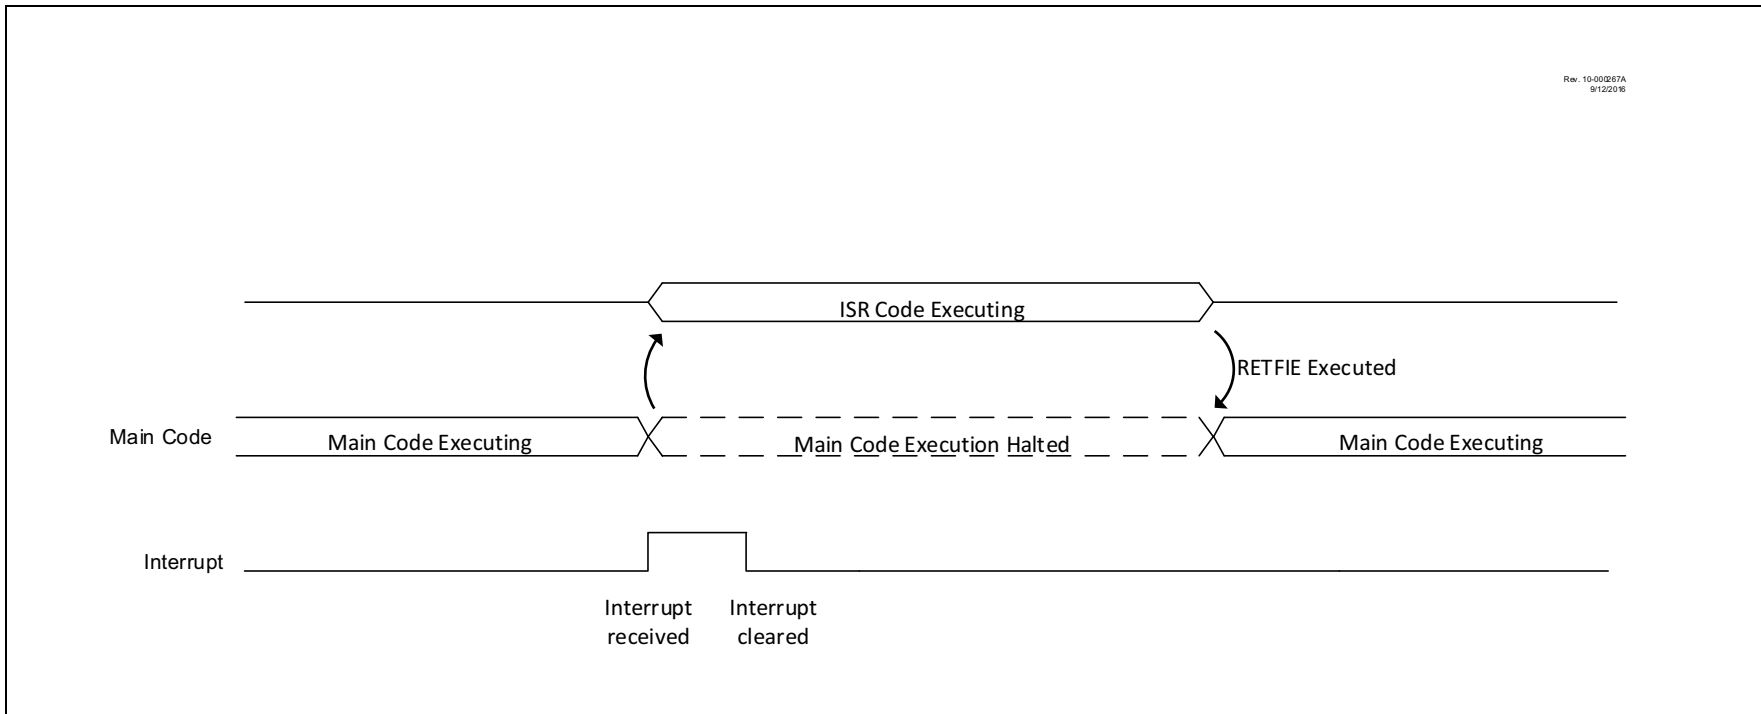 Rev. 10-000267A
9/12/2016
ISR Code Executing
RETFIE Executed
Main Code
Main Code Executing
Main Code Execution Halted
Main Code Executing
Interrupt
Interrupt
received
Interrupt
cleared